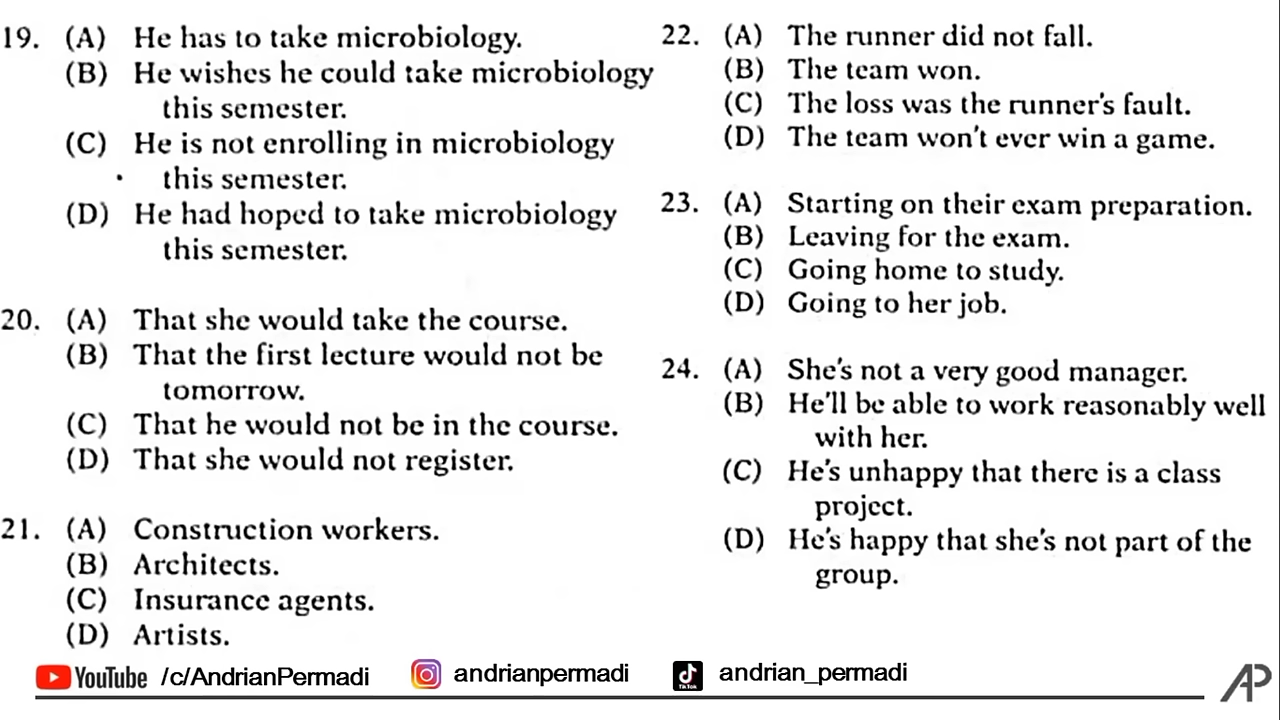 19. (A) He has to take microbiology.
(B) He wishes he could take microbiology
this semester.
(C) He is not enrolling in microbiology
this semester.
(D) He had hoped to take microbiology
this semester.
20. (A) That she would take the course.
(B) That the first lecture would not be
tomorrow.
(C) That he would not be in the course.
(D) That she would not register.
21. (A) Construction workers.
(B) Architects.
(C) Insurance agents.
(D) Artists.
22. (A) The runner did not fall.
(B) The team won.
(C) The loss was the runner's fault.
(D) The team won't ever win a game.
23. (A) Starting on their exam preparation.
(B) Leaving for the exam.
(C) Going home to study.
(D) Going to her job.
24. (A) She's not a very good manager.
(B) He'll be able to work reasonably well
with her.
(C) He's unhappy that there is a class
project.
(D) He's happy that she's not part of the
group.
YouTube /c/AndrianPermadi andrianpermadi TikTok andrian_permadi AP